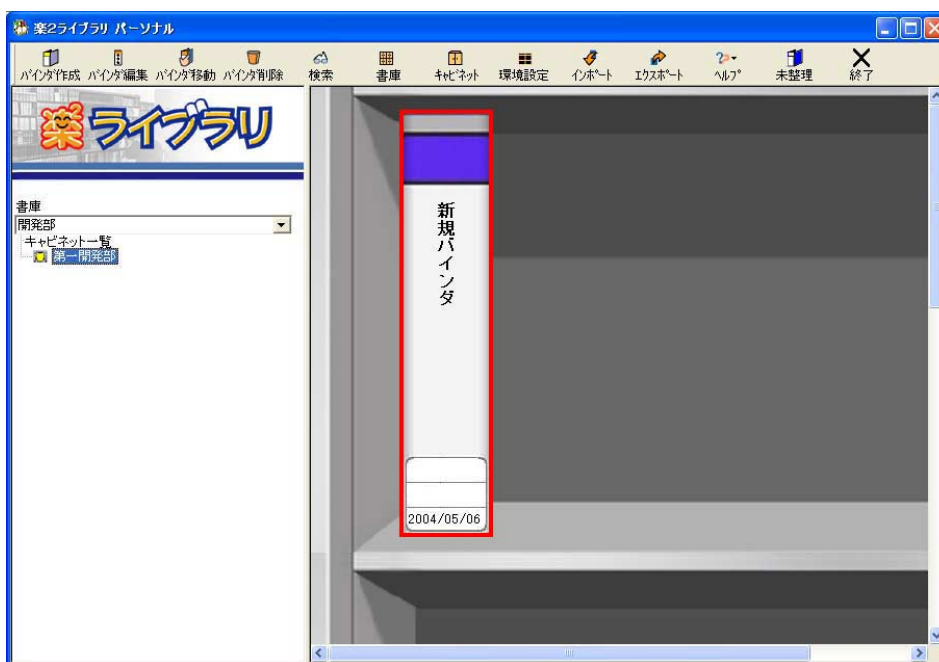 楽2ライブラリ パーソナル
バインダ作成 バインダ編集 バインダ移動 バインダ削除 検索 書庫 キャビネット 環境設定 インポート エクスポート ヘルプ 未整理 終了
楽ライブラリ
書庫
開発部
キャビネット一覧
第一開発部
新規バインダ
2004/05/06